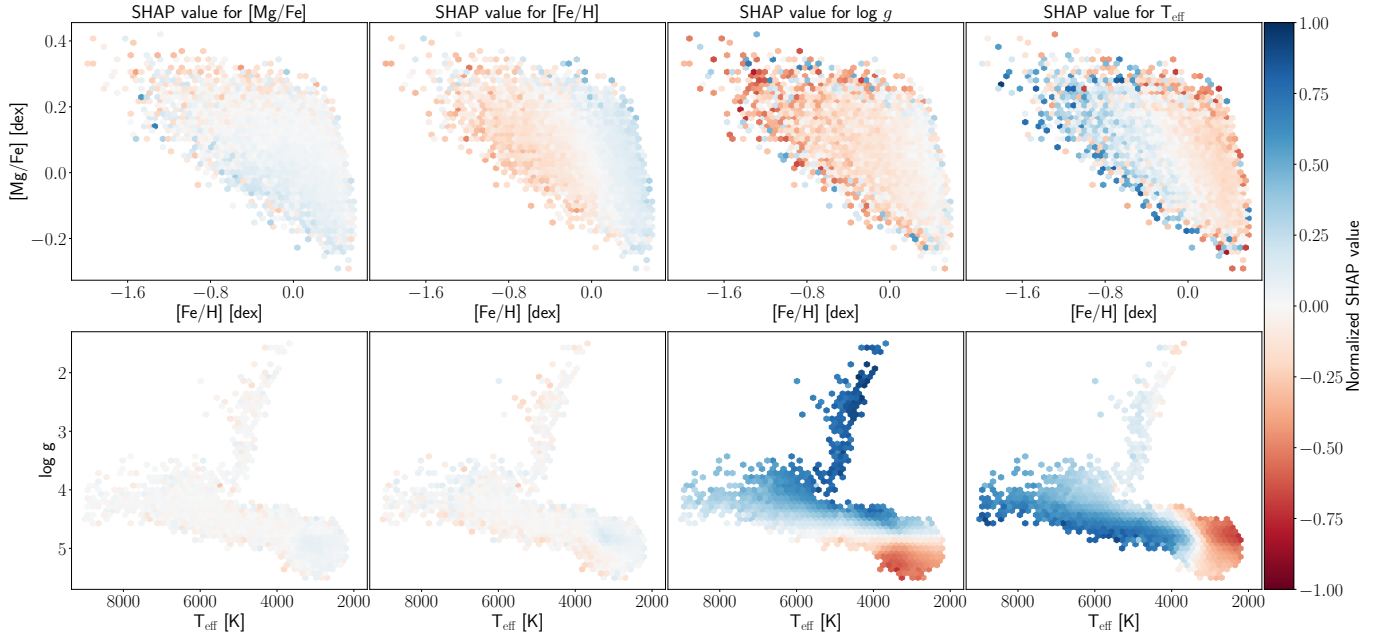 SHAP value for [Mg/Fe]
SHAP value for [Fe/H]
SHAP value for log g
SHAP value for T_eff
0.4
0.2
0.0
−0.2
[Mg/Fe] [dex]
−1.6 −0.8 0.0
−1.6 −0.8 0.0
−1.6 −0.8 0.0
−1.6 −0.8 0.0
[Fe/H] [dex]
[Fe/H] [dex]
[Fe/H] [dex]
[Fe/H] [dex]
2
3
4
5
log g
8000 6000 4000 2000
8000 6000 4000 2000
8000 6000 4000 2000
8000 6000 4000 2000
T_eff [K]
T_eff [K]
T_eff [K]
T_eff [K]
1.00
0.75
0.50
0.25
0.00
−0.25
−0.50
−0.75
−1.00
Normalized SHAP value